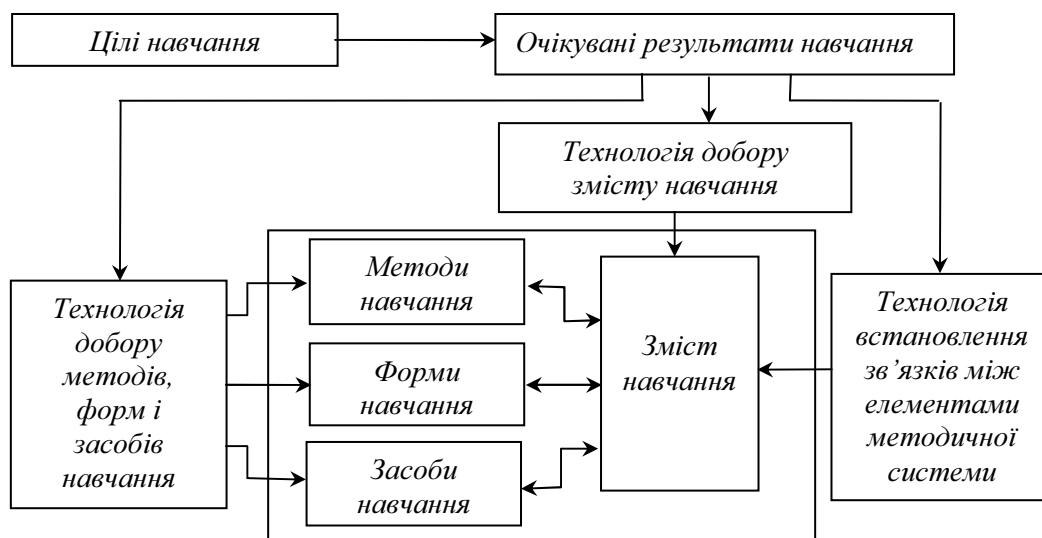 Цілі навчання
Очікувані результати навчання
Технологія добору
змісту навчання
Методи
навчання
Технологія
добору
методів,
форм і
засобів
навчання
Форми
навчання
Засоби
навчання
Зміст
навчання
Технологія
встановлення
зв’язків між
елементами
методичної
системи